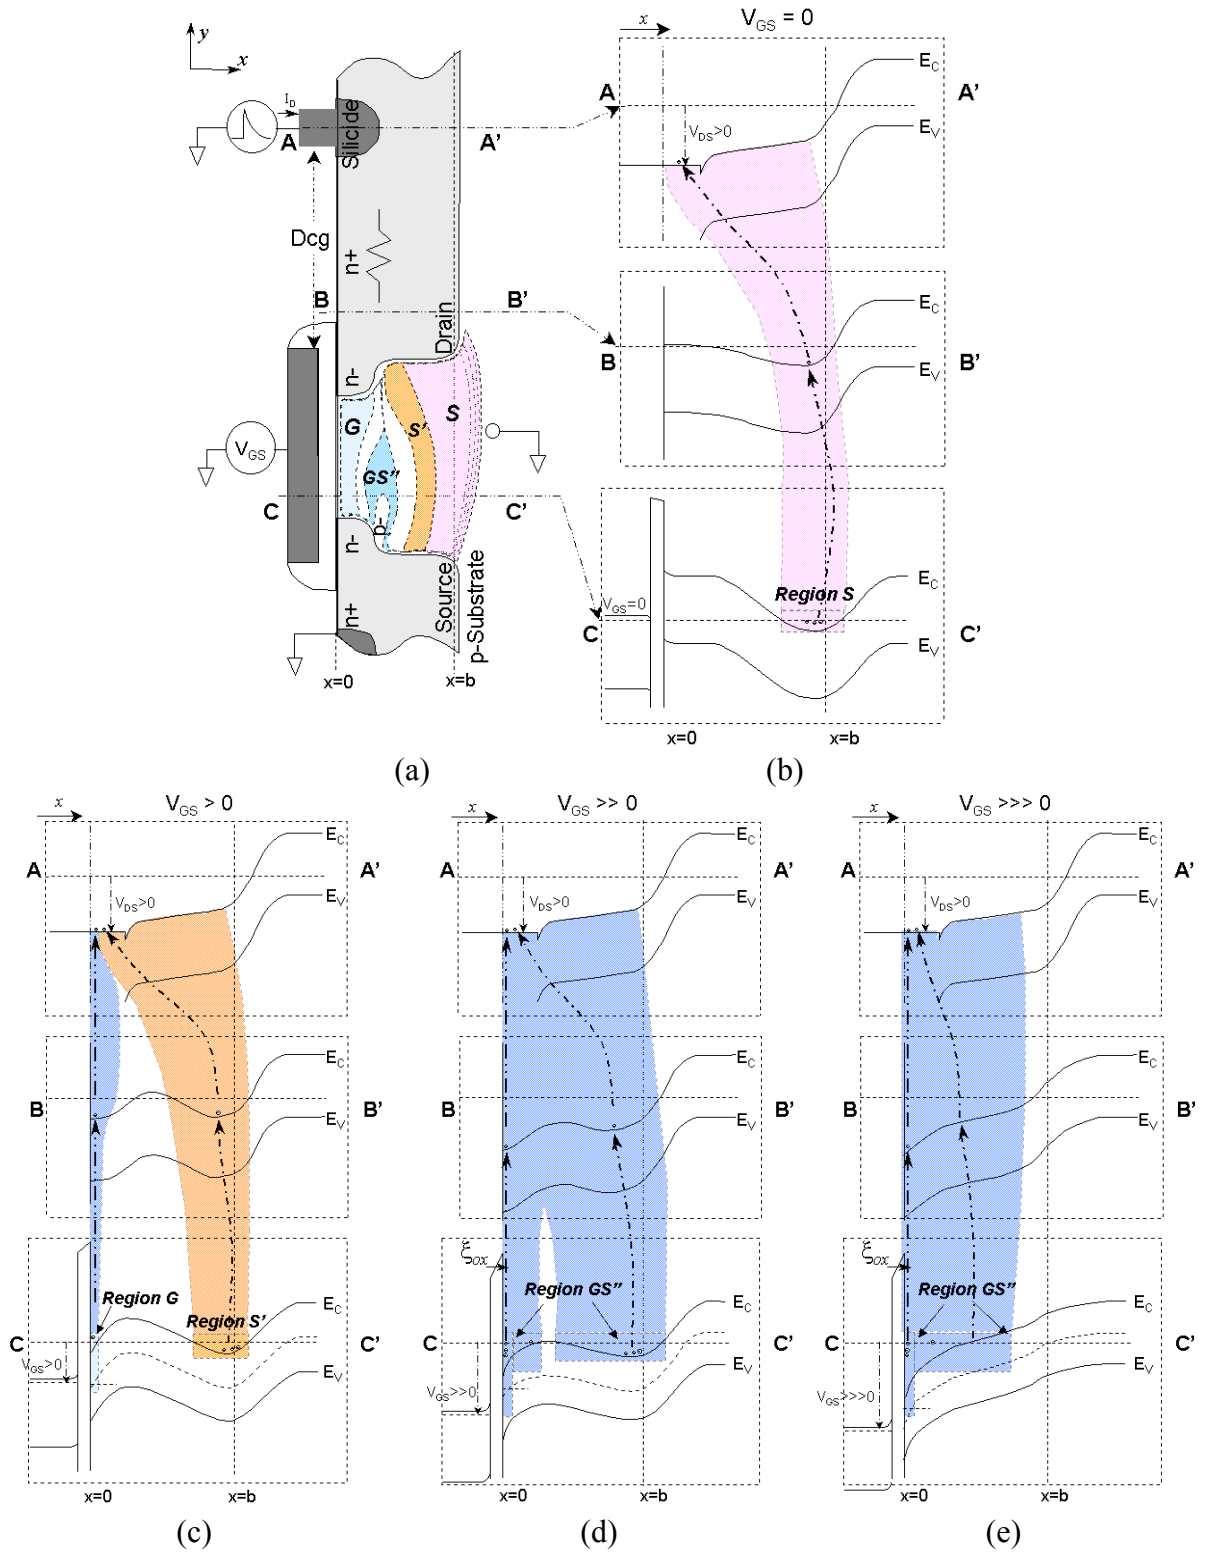 y
x
I_D
A
A'
Silicide
Dcg
n+
B
B'
Drain
n-
G
S'
S
V_GS
GS''
C
C'
p-
n-
Source
p-Substrate
n+
x=0
x=b
(a)
x
V_GS = 0
E_C
A
A'
V_DS>0
E_V
E_C
B
B'
E_V
Region S
E_C
V_GS=0
C
C'
E_V
x=0
x=b
(b)
x
V_GS > 0
E_C
A
A'
V_DS>0
E_V
E_C
B
B'
E_V
Region G
Region S'
E_C
C
C'
V_GS>0
E_V
x=0
x=b
(c)
x
V_GS >> 0
E_C
A
A'
V_DS>0
E_V
E_C
B
B'
E_V
ξ_ox
Region GS''
E_C
C
C'
V_GS>>0
E_V
x=0
x=b
(d)
x
V_GS >>> 0
E_C
A
A'
V_DS>0
E_V
E_C
B
B'
E_V
ξ_ox
Region GS''
E_C
C
C'
V_GS>>>0
E_V
x=0
x=b
(e)